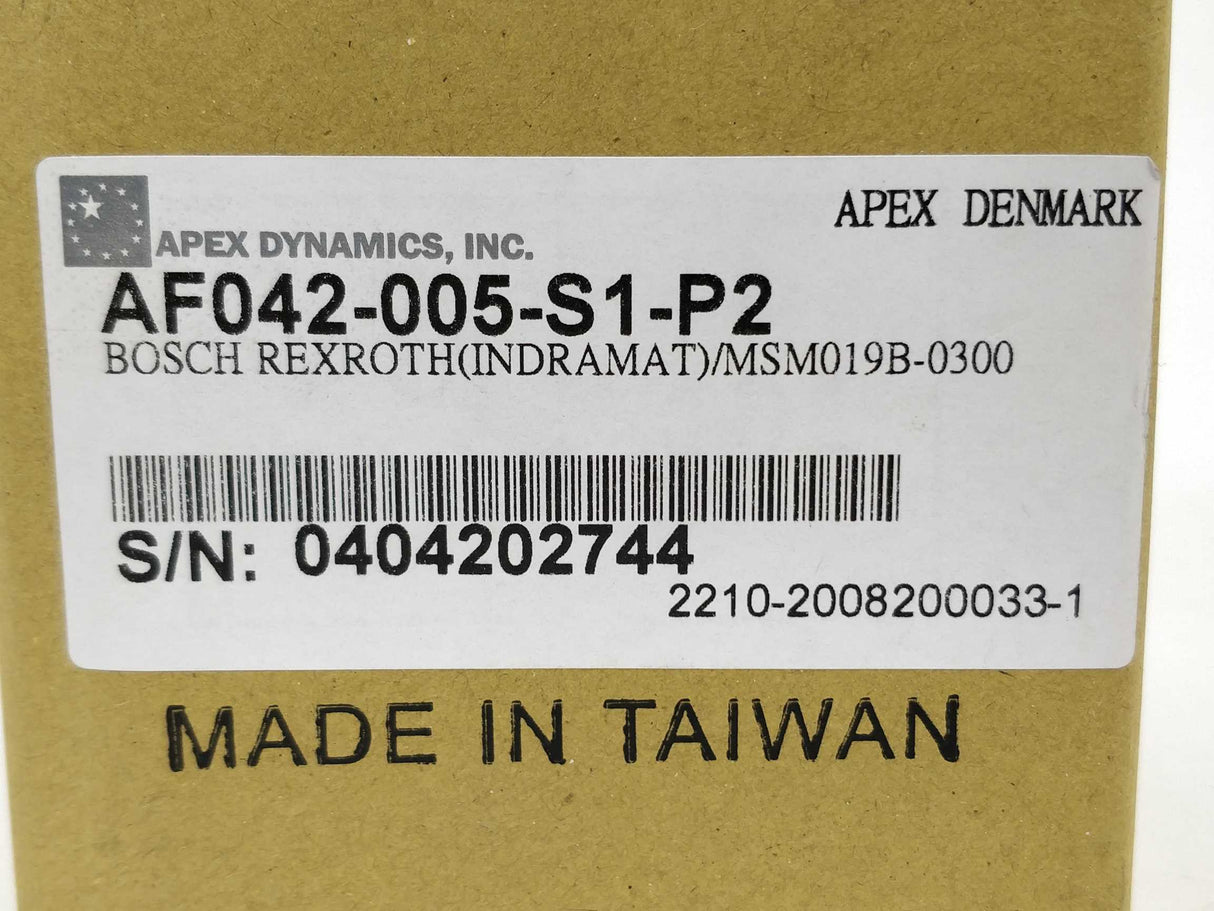 APEX DENMARK
APEX DYNAMICS, INC.
AF042-005-S1-P2
BOSCH REXROTH(INDRAMAT)/MSM019B-0300
S/N: 0404202744
2210-2008200033-1
MADE IN TAIWAN